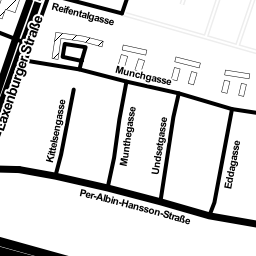 Reifentalgasse
Laxenburger Straße
Munchgasse
Kittelsengasse
Munthegasse
Undsetgasse
Eddagasse
Per-Albin-Hansson-Straße